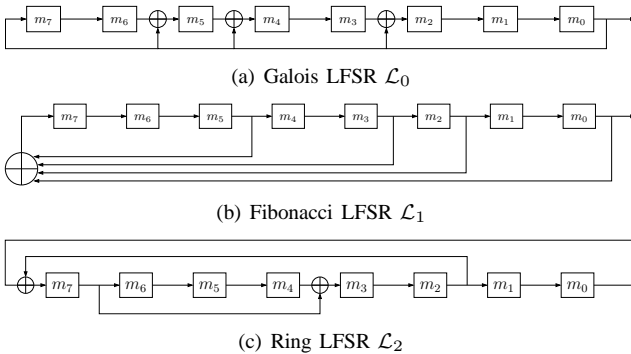 m₇ m₆ m₅ m₄ m₃ m₂ m₁ m₀
(a) Galois LFSR ℒ₀
m₇ m₆ m₅ m₄ m₃ m₂ m₁ m₀
(b) Fibonacci LFSR ℒ₁
m₇ m₆ m₅ m₄ m₃ m₂ m₁ m₀
(c) Ring LFSR ℒ₂